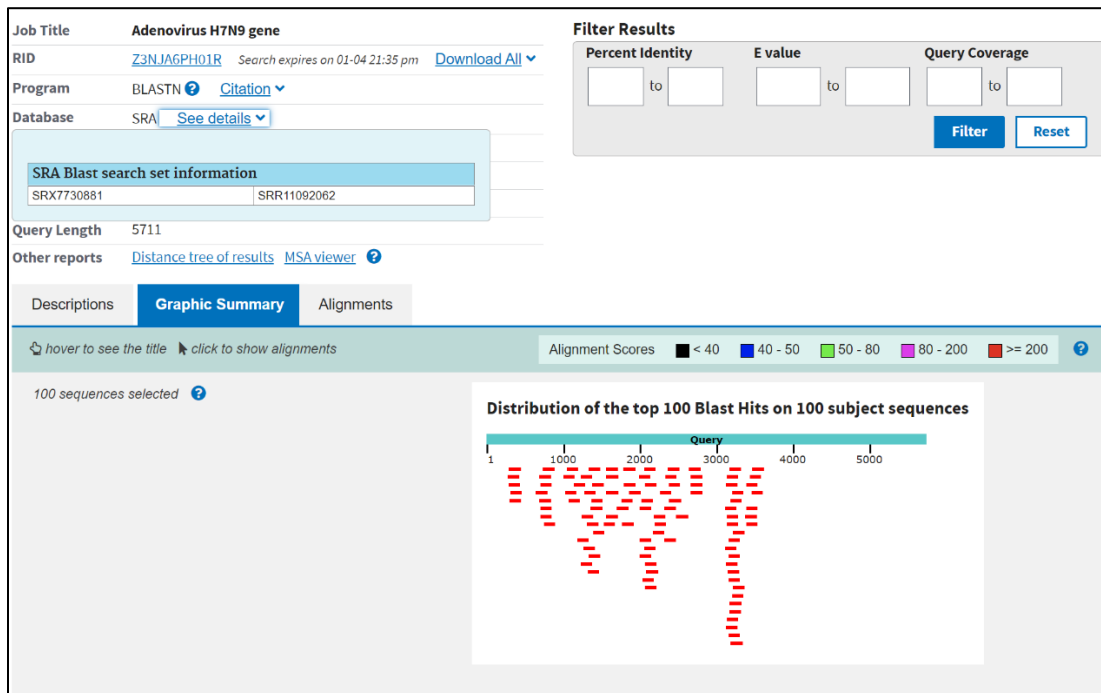 Job Title Adenovirus H7N9 gene
RID Z3NJA6PH01R Search expires on 01-04 21:35 pm Download All
Program BLASTN ? Citation
Database SRA See details
SRA Blast search set information
SRX7730881 SRR11092062
Query Length 5711
Other reports Distance tree of results MSA viewer ?
Filter Results
Percent Identity E value Query Coverage
to to to
Filter Reset
Descriptions Graphic Summary Alignments
hover to see the title click to show alignments
Alignment Scores < 40 40 - 50 50 - 80 80 - 200 >= 200 ?
100 sequences selected ?
Distribution of the top 100 Blast Hits on 100 subject sequences
Query
1 1000 2000 3000 4000 5000